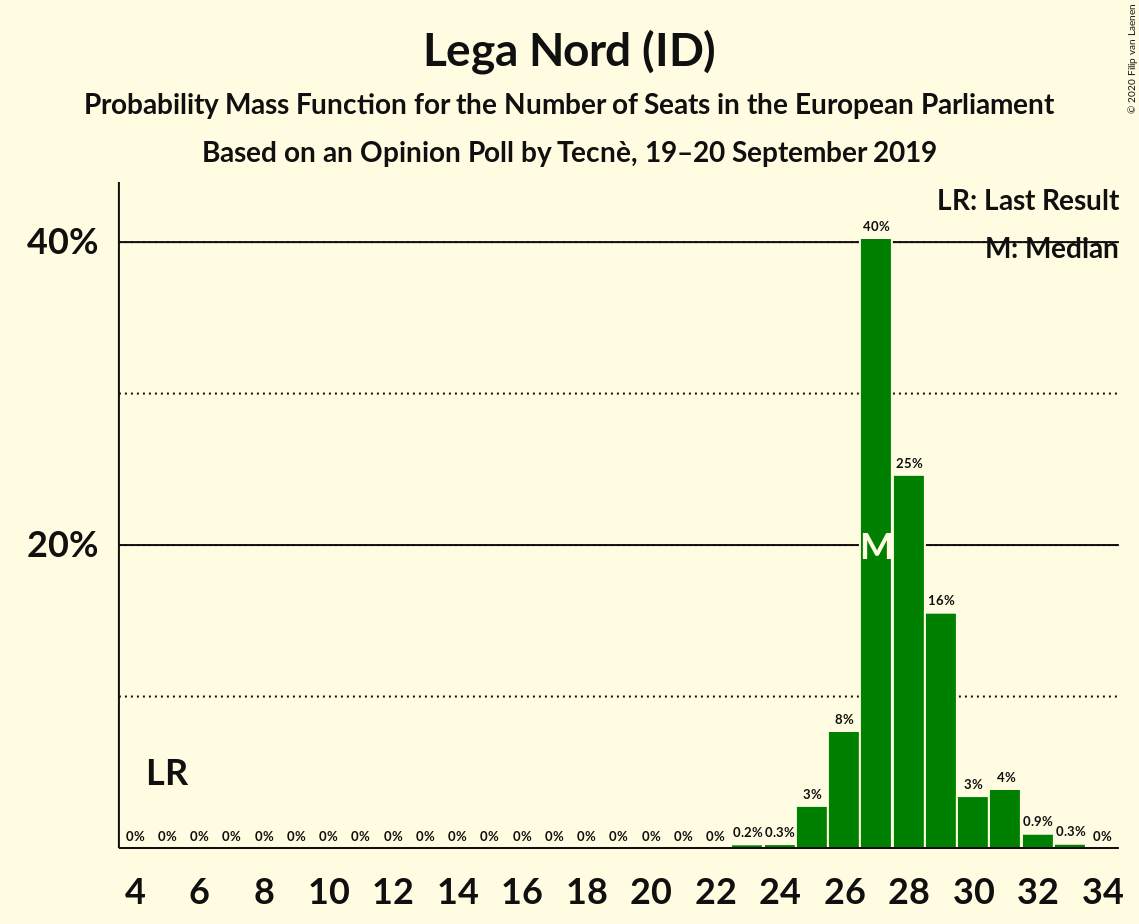 Lega Nord (ID)
Probability Mass Function for the Number of Seats in the European Parliament
Based on an Opinion Poll by Tecnè, 19–20 September 2019
© 2020 Filip van Laenen
LR: Last Result
M: Median
40%
20%
40%
25%
M
16%
8%
LR
3%
3%
4%
0% 0% 0% 0% 0% 0% 0% 0% 0% 0% 0% 0% 0% 0% 0% 0% 0% 0% 0% 0.2% 0.3% 0.9% 0.3% 0%
4 6 8 10 12 14 16 18 20 22 24 26 28 30 32 34